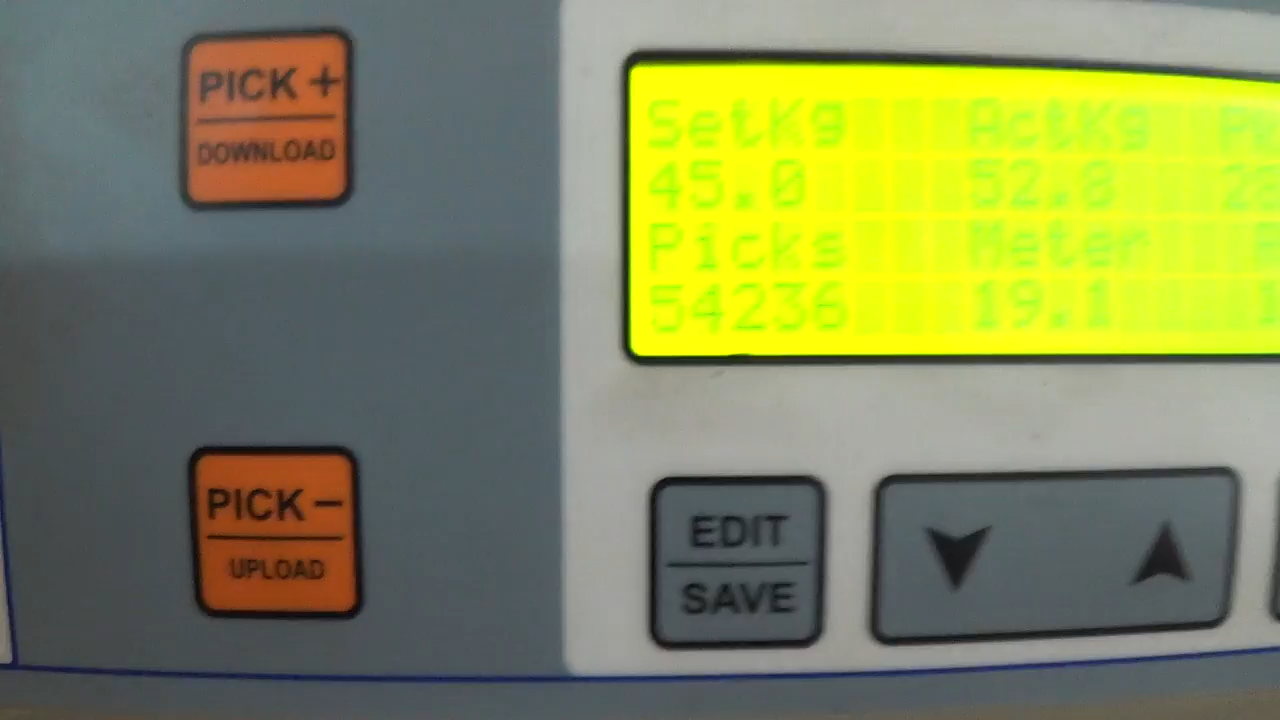 PICK +
DOWNLOAD
SetKg ActKg
45.0 52.8
Picks Meter
54236 19.1
PICK −
UPLOAD
EDIT
SAVE